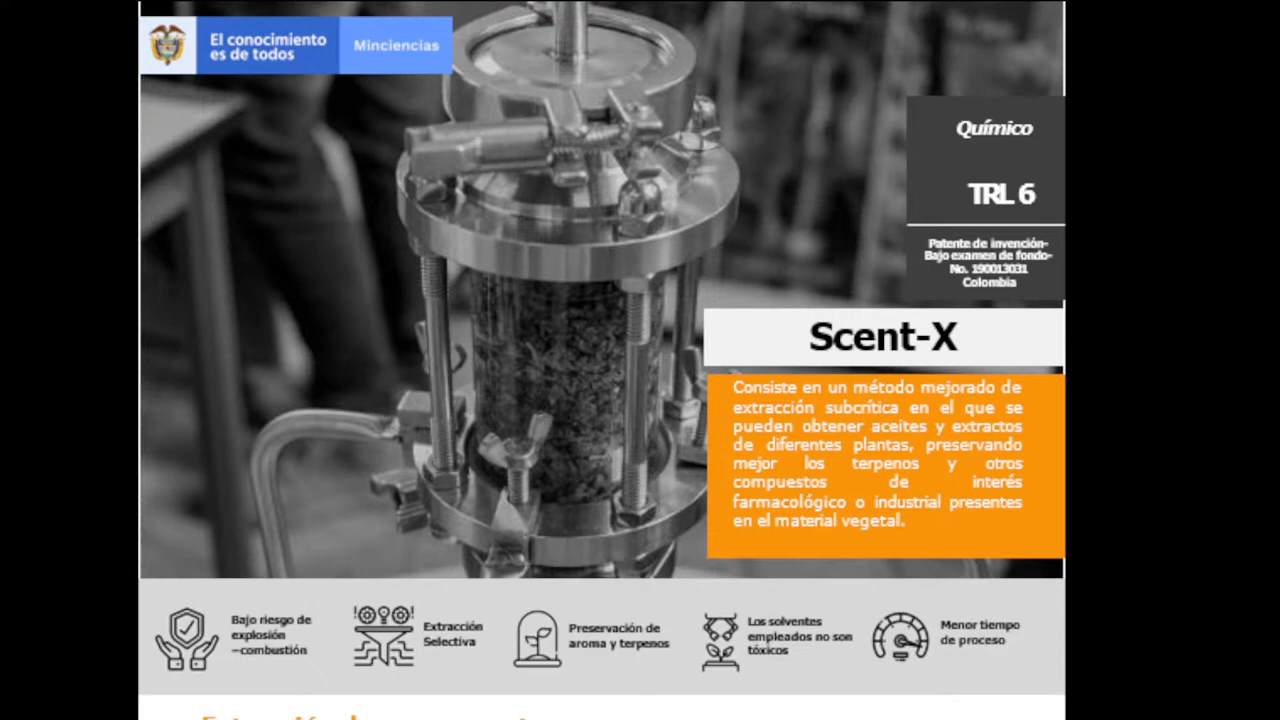 El conocimiento
es de todos
Minciencias
Químico
TRL 6
Patente de invención-
Bajo examen de fondo-
No. 190013031
Colombia
Scent-X
Consiste en un método mejorado de
extracción subcrítica en el que se
pueden obtener aceites y extractos
de diferentes plantas, preservando
mejor los terpenos y otros
compuestos de interés
farmacológico o industrial presentes
en el material vegetal.
Bajo riesgo de
explosión
–combustión
Extracción
Selectiva
Preservación de
aroma y terpenos
Los solventes
empleados no son
tóxicos
Menor tiempo
de proceso